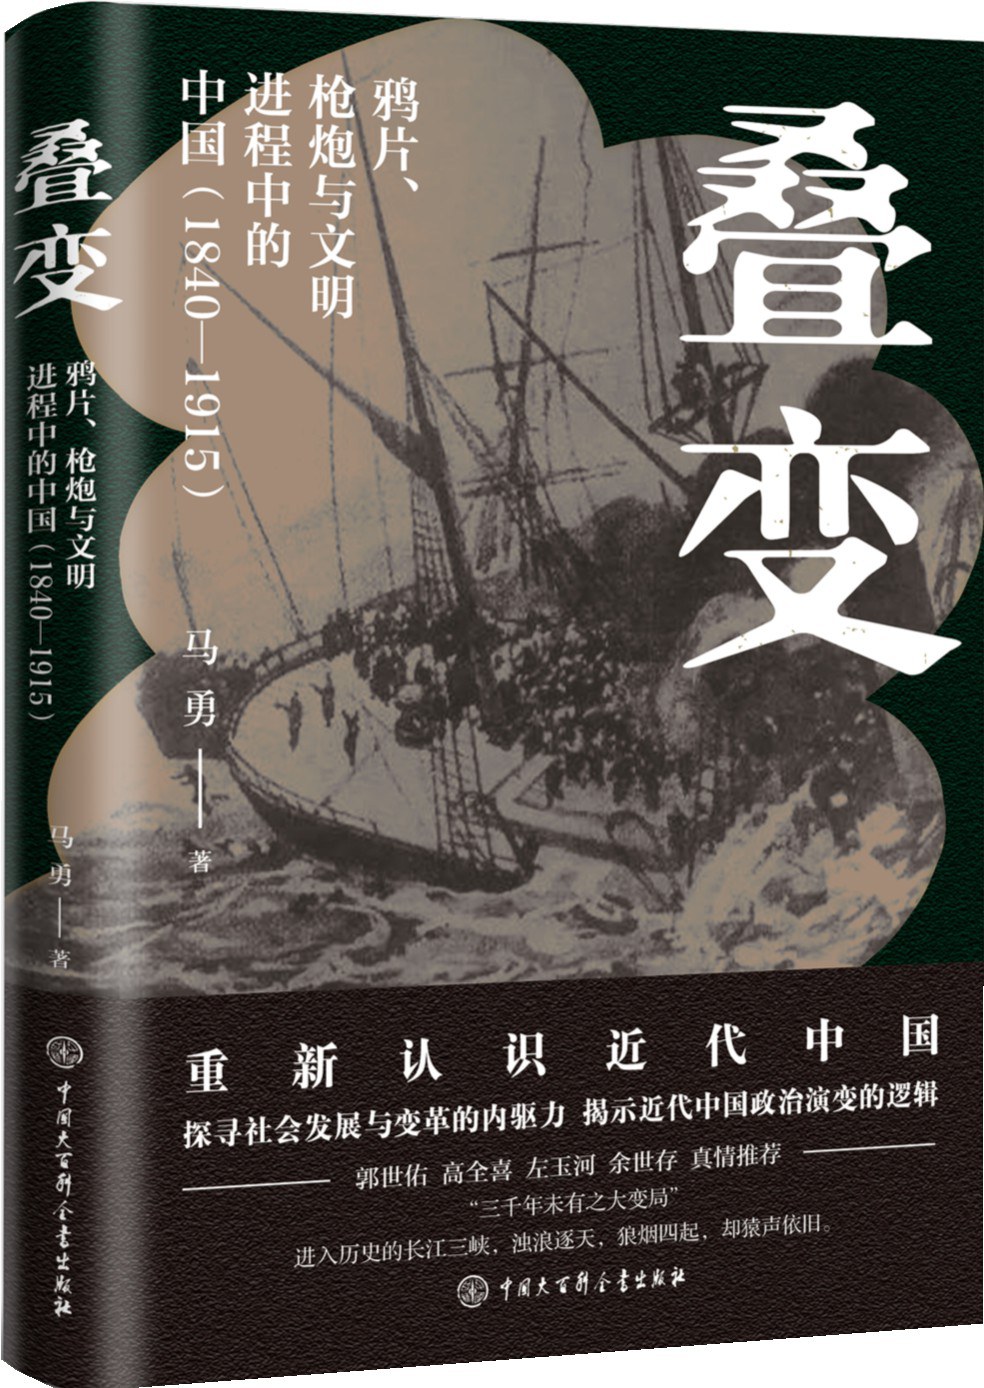 叠变
鸦片、
枪炮与文明
进程中的
中国（1840—1915）
马勇——著
重新认识近代中国
探寻社会发展与变革的内驱力 揭示近代中国政治演变的逻辑
郭世佑 高全喜 左玉河 余世存 真情推荐
“三千年未有之大变局”
进入历史的长江三峡，浊浪逐天，狼烟四起，却猿声依旧。
中国大百科全书出版社
叠变
鸦片、枪炮与文明
进程中的中国（1840—1915）
马勇——著
中国大百科全书出版社